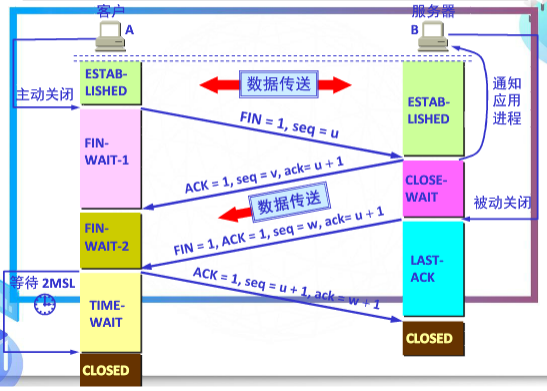 客户
服务器
A
B
ESTAB-
LISHED
数据传送
ESTAB-
LISHED
通知
应用
进程
主动关闭
FIN = 1, seq = u
FIN-
WAIT-1
ACK = 1, seq = v, ack= u + 1
CLOSE-
WAIT
数据传送
被动关闭
FIN-
WAIT-2
FIN = 1, ACK = 1, seq = w, ack= u + 1
LAST-
ACK
等待 2MSL
ACK = 1, seq = u + 1, ack = w + 1
TIME-
WAIT
CLOSED
CLOSED